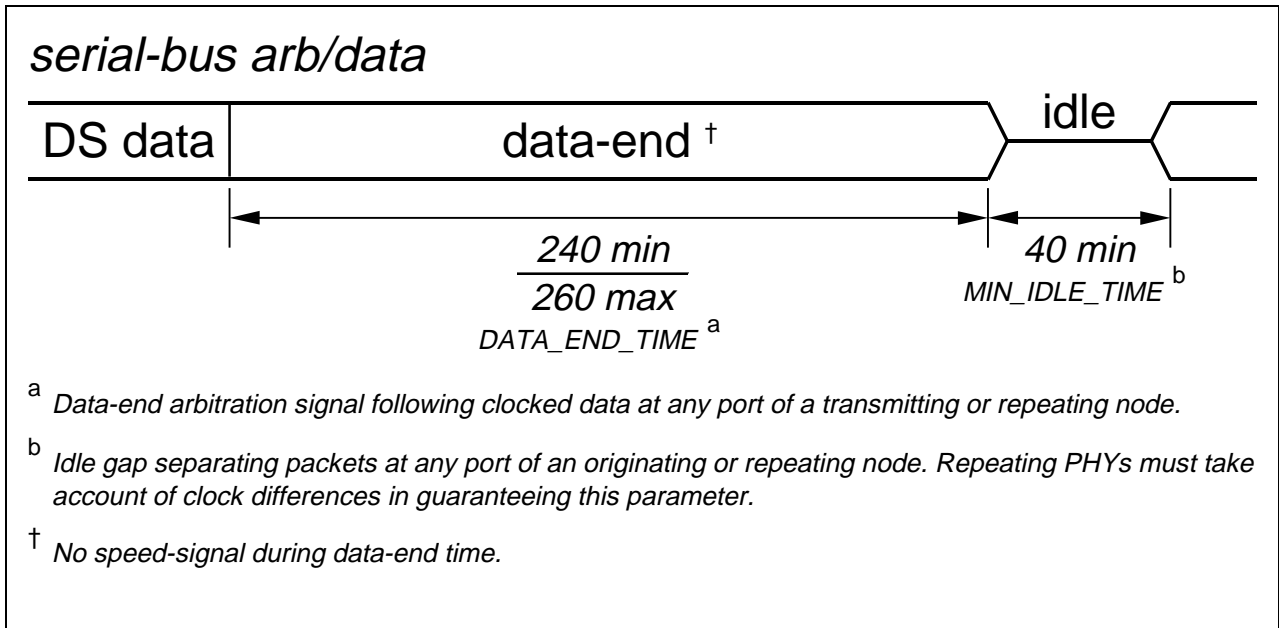 serial-bus arb/data
DS data data-end † idle
240 min 40 min
260 max MIN_IDLE_TIME b
DATA_END_TIME a
a Data-end arbitration signal following clocked data at any port of a transmitting or repeating node.
b Idle gap separating packets at any port of an originating or repeating node. Repeating PHYs must take
account of clock differences in guaranteeing this parameter.
† No speed-signal during data-end time.